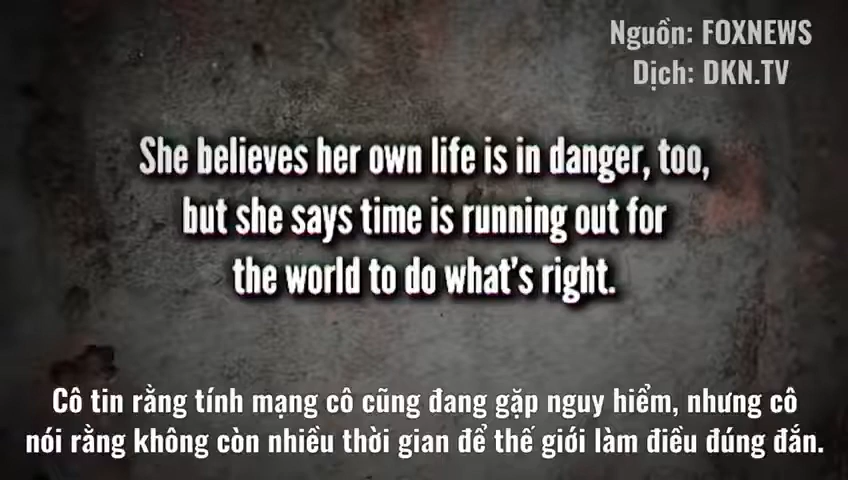 Nguồn: FOXNEWS
Dịch: DKN.TV
She believes her own life is in danger, too,
but she says time is running out for
the world to do what's right.
Cô tin rằng tính mạng cô cũng đang gặp nguy hiểm, nhưng cô
nói rằng không còn nhiều thời gian để thế giới làm điều đúng đắn.